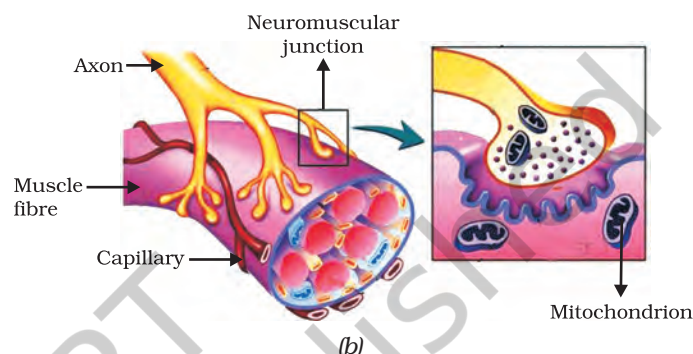 Neuromuscular
junction
Axon
Muscle
fibre
Capillary
Mitochondrion
(b)